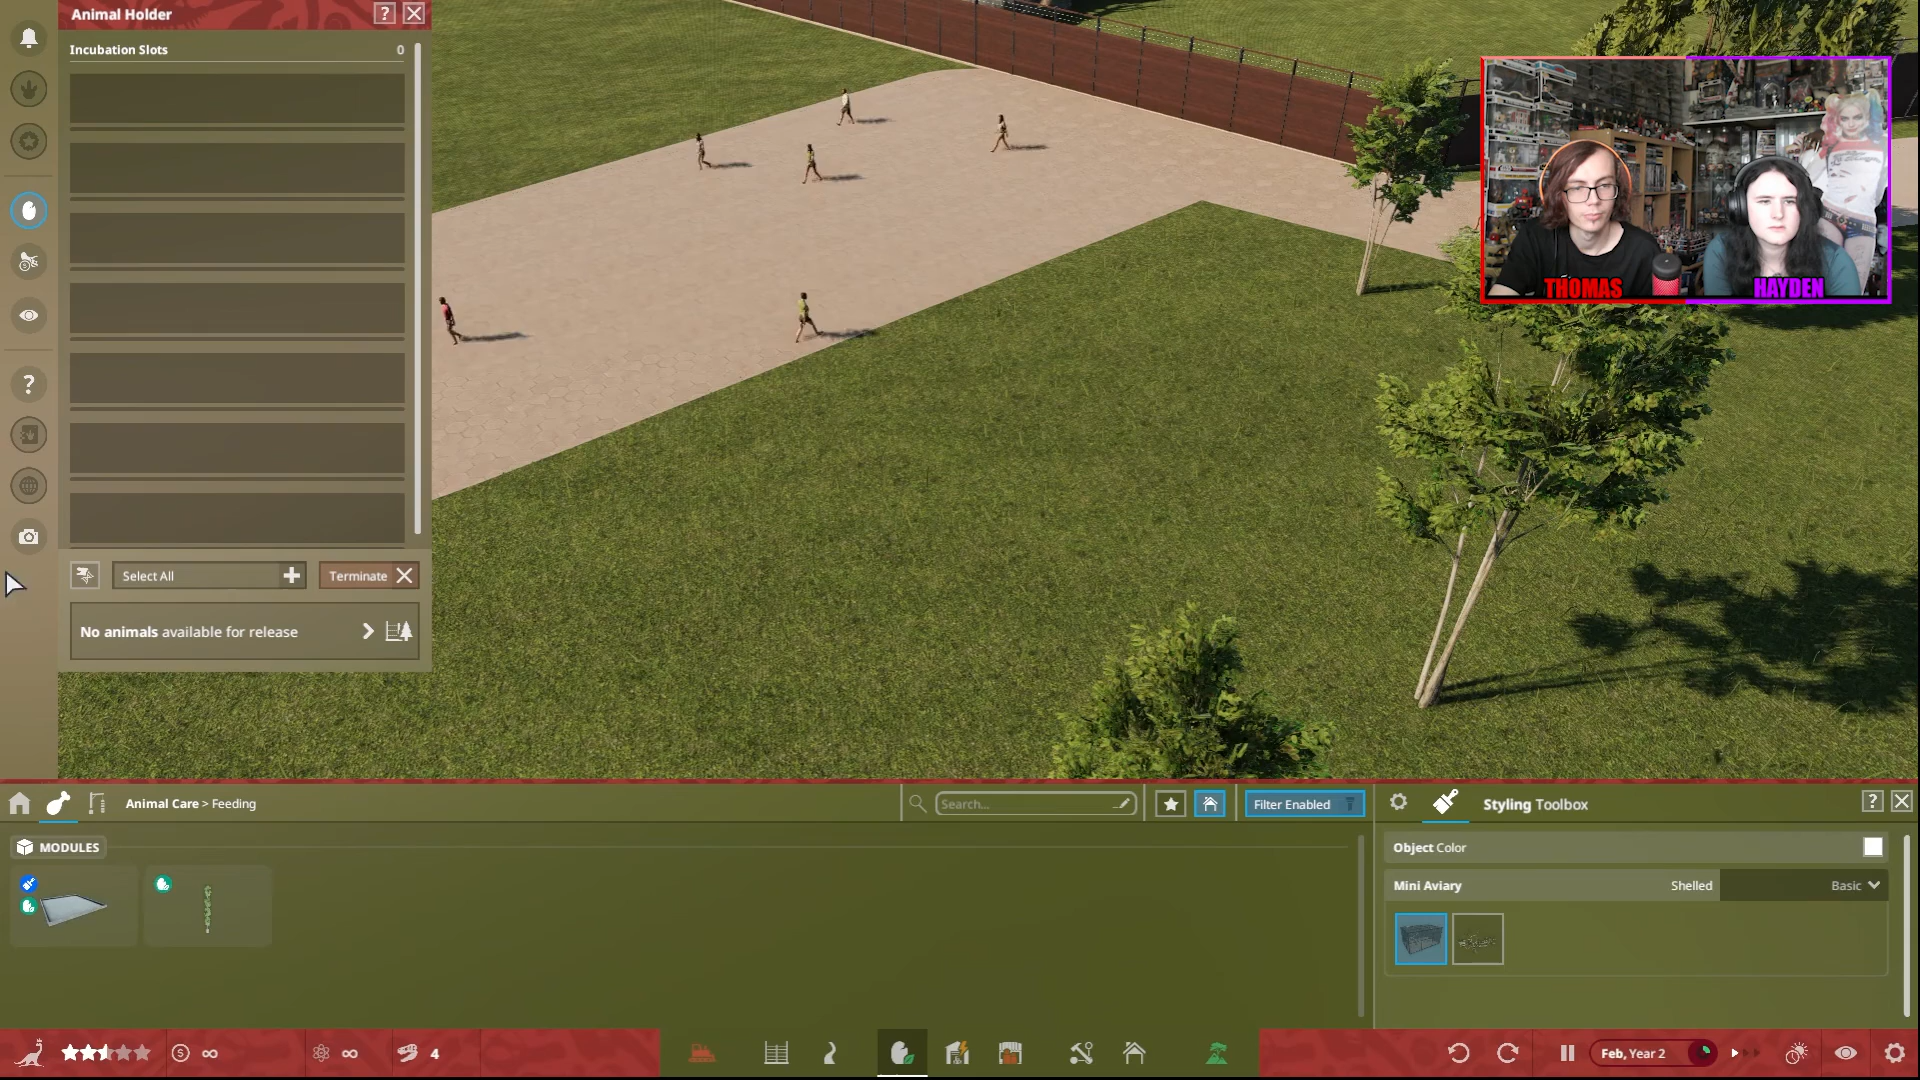 Animal Holder
?
Incubation Slots 0
Select All
Terminate
No animals available for release
THOMAS
HAYDEN
Animal Care > Feeding
Search...
Filter Enabled
Styling Toolbox
?
MODULES
Object Color
Mini Aviary Shelled Basic
∞
∞
4
Feb, Year 2